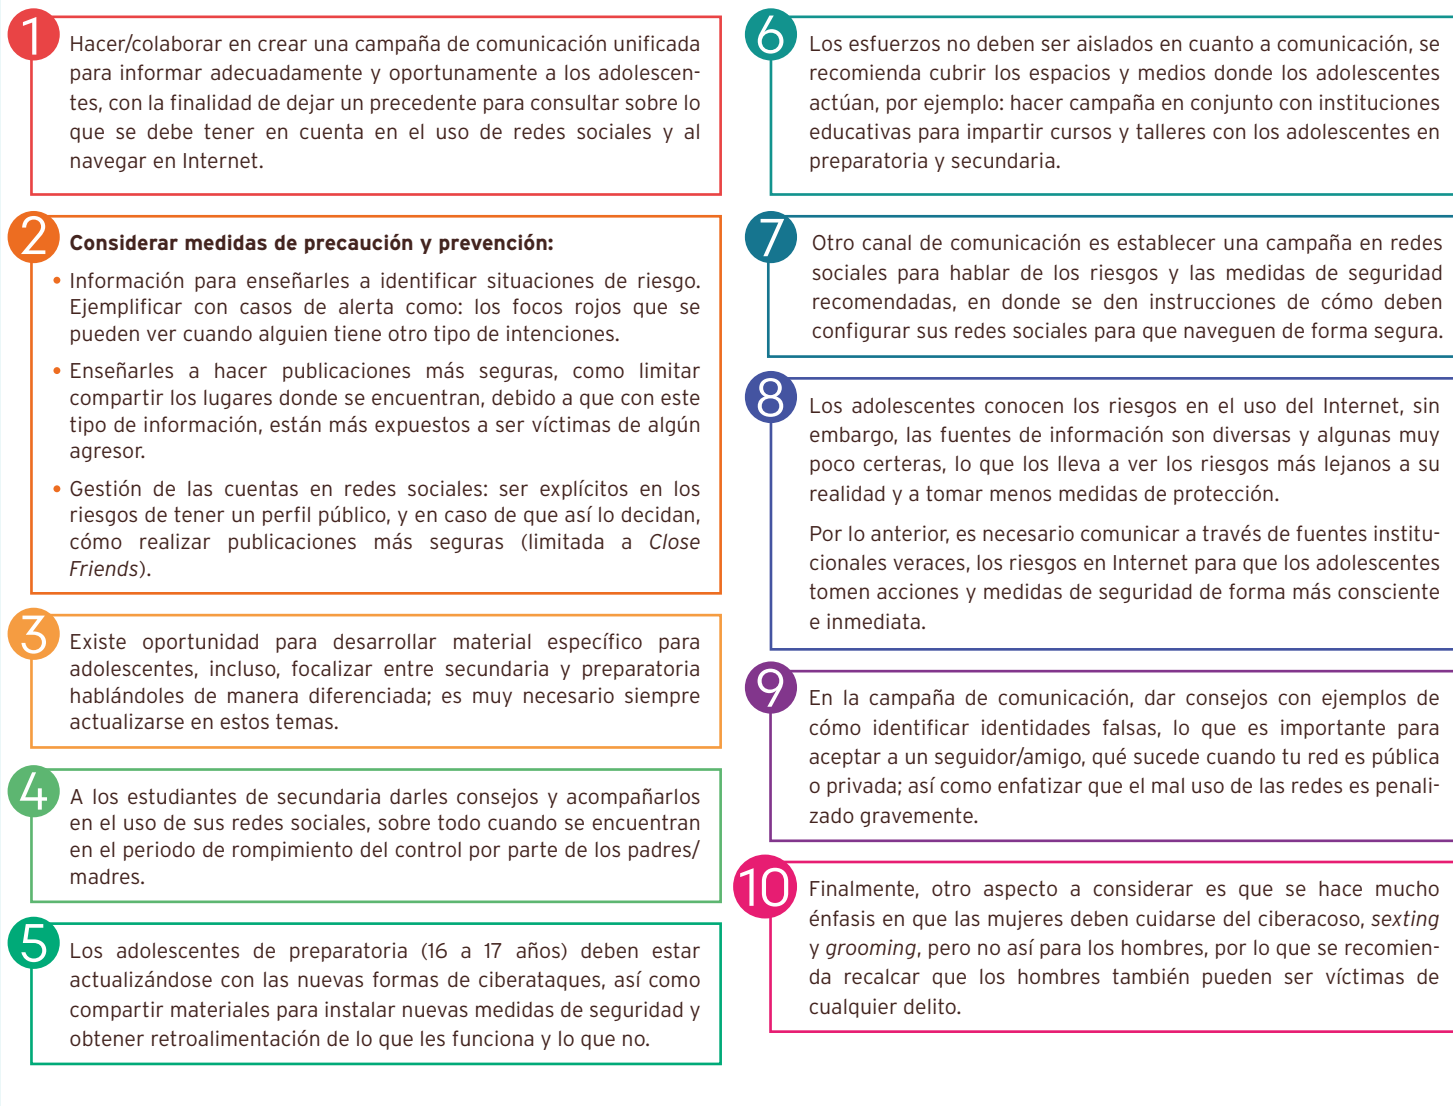 1
Hacer/colaborar en crear una campaña de comunicación unificada
para informar adecuadamente y oportunamente a los adolescen-
tes, con la finalidad de dejar un precedente para consultar sobre lo
que se debe tener en cuenta en el uso de redes sociales y al
navegar en Internet.
2
Considerar medidas de precaución y prevención:
• Información para enseñarles a identificar situaciones de riesgo.
Ejemplificar con casos de alerta como: los focos rojos que se
pueden ver cuando alguien tiene otro tipo de intenciones.
• Enseñarles a hacer publicaciones más seguras, como limitar
compartir los lugares donde se encuentran, debido a que con este
tipo de información, están más expuestos a ser víctimas de algún
agresor.
• Gestión de las cuentas en redes sociales: ser explícitos en los
riesgos de tener un perfil público, y en caso de que así lo decidan,
cómo realizar publicaciones más seguras (limitada a Close
Friends).
3
Existe oportunidad para desarrollar material específico para
adolescentes, incluso, focalizar entre secundaria y preparatoria
hablándoles de manera diferenciada; es muy necesario siempre
actualizarse en estos temas.
4
A los estudiantes de secundaria darles consejos y acompañarlos
en el uso de sus redes sociales, sobre todo cuando se encuentran
en el periodo de rompimiento del control por parte de los padres/
madres.
5
Los adolescentes de preparatoria (16 a 17 años) deben estar
actualizándose con las nuevas formas de ciberataques, así como
compartir materiales para instalar nuevas medidas de seguridad y
obtener retroalimentación de lo que les funciona y lo que no.
6
Los esfuerzos no deben ser aislados en cuanto a comunicación, se
recomienda cubrir los espacios y medios donde los adolescentes
actúan, por ejemplo: hacer campaña en conjunto con instituciones
educativas para impartir cursos y talleres con los adolescentes en
preparatoria y secundaria.
7
Otro canal de comunicación es establecer una campaña en redes
sociales para hablar de los riesgos y las medidas de seguridad
recomendadas, en donde se den instrucciones de cómo deben
configurar sus redes sociales para que naveguen de forma segura.
8
Los adolescentes conocen los riesgos en el uso del Internet, sin
embargo, las fuentes de información son diversas y algunas muy
poco certeras, lo que los lleva a ver los riesgos más lejanos a su
realidad y a tomar menos medidas de protección.
Por lo anterior, es necesario comunicar a través de fuentes institu-
cionales veraces, los riesgos en Internet para que los adolescentes
tomen acciones y medidas de seguridad de forma más consciente
e inmediata.
9
En la campaña de comunicación, dar consejos con ejemplos de
cómo identificar identidades falsas, lo que es importante para
aceptar a un seguidor/amigo, qué sucede cuando tu red es pública
o privada; así como enfatizar que el mal uso de las redes es penali-
zado gravemente.
10
Finalmente, otro aspecto a considerar es que se hace mucho
énfasis en que las mujeres deben cuidarse del ciberacoso, sexting
y grooming, pero no así para los hombres, por lo que se recomien-
da recalcar que los hombres también pueden ser víctimas de
cualquier delito.